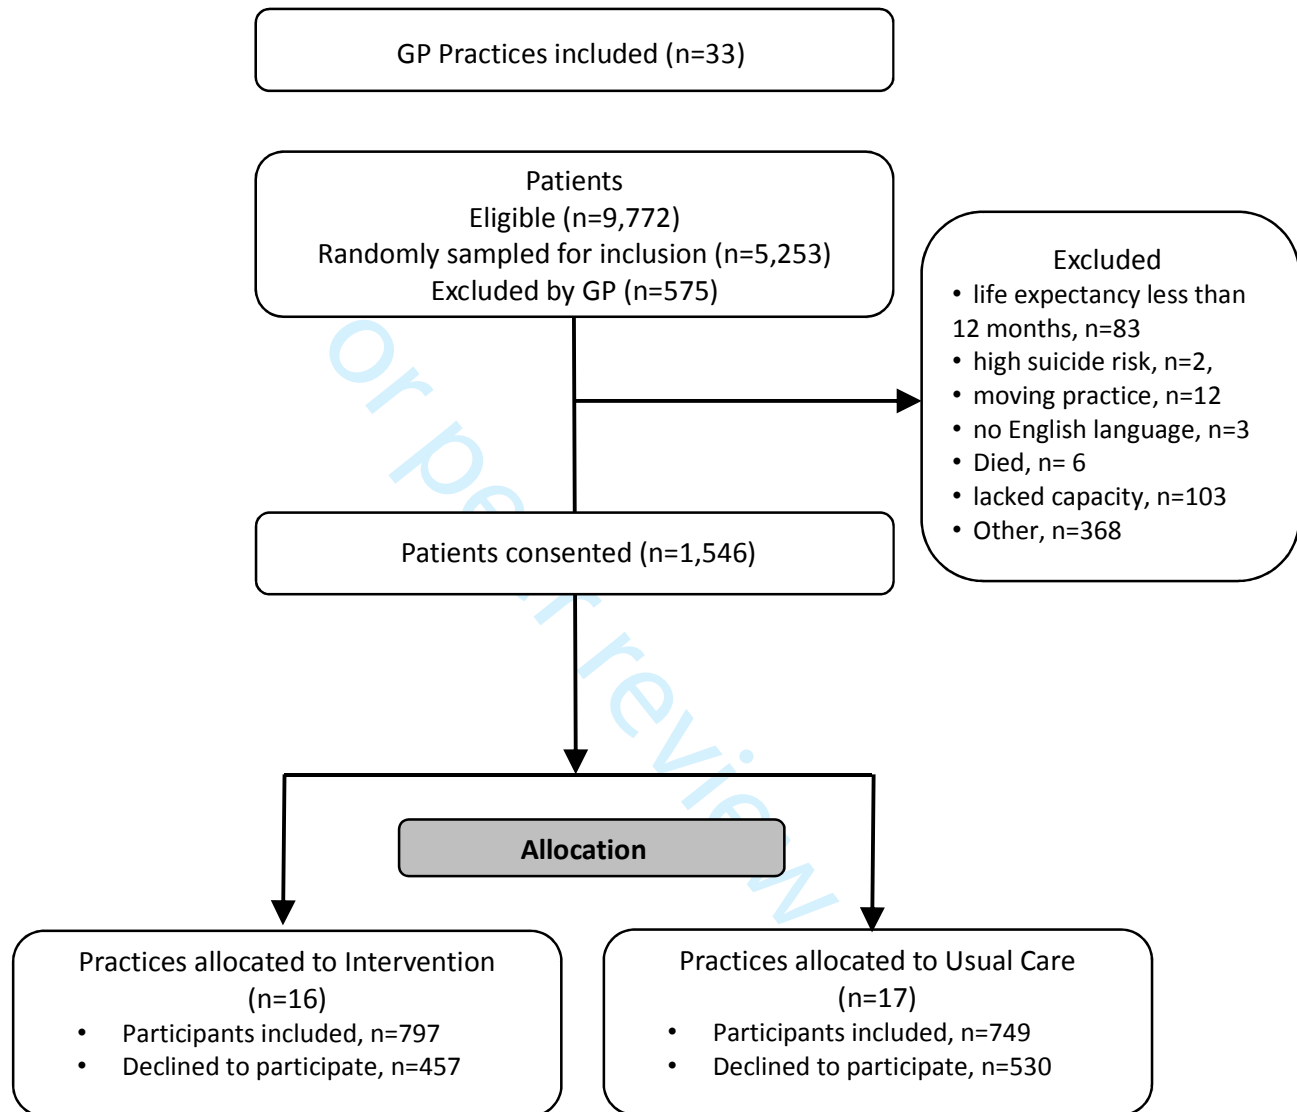 GP Practices included (n=33)
Patients
Eligible (n=9,772)
Randomly sampled for inclusion (n=5,253)
Excluded by GP (n=575)
Excluded
• life expectancy less than
12 months, n=83
• high suicide risk, n=2,
• moving practice, n=12
• no English language, n=3
• Died, n= 6
• lacked capacity, n=103
• Other, n=368
Patients consented (n=1,546)
or peer review
Allocation
Practices allocated to Intervention
(n=16)
• Participants included, n=797
• Declined to participate, n=457
Practices allocated to Usual Care
(n=17)
• Participants included, n=749
• Declined to participate, n=530